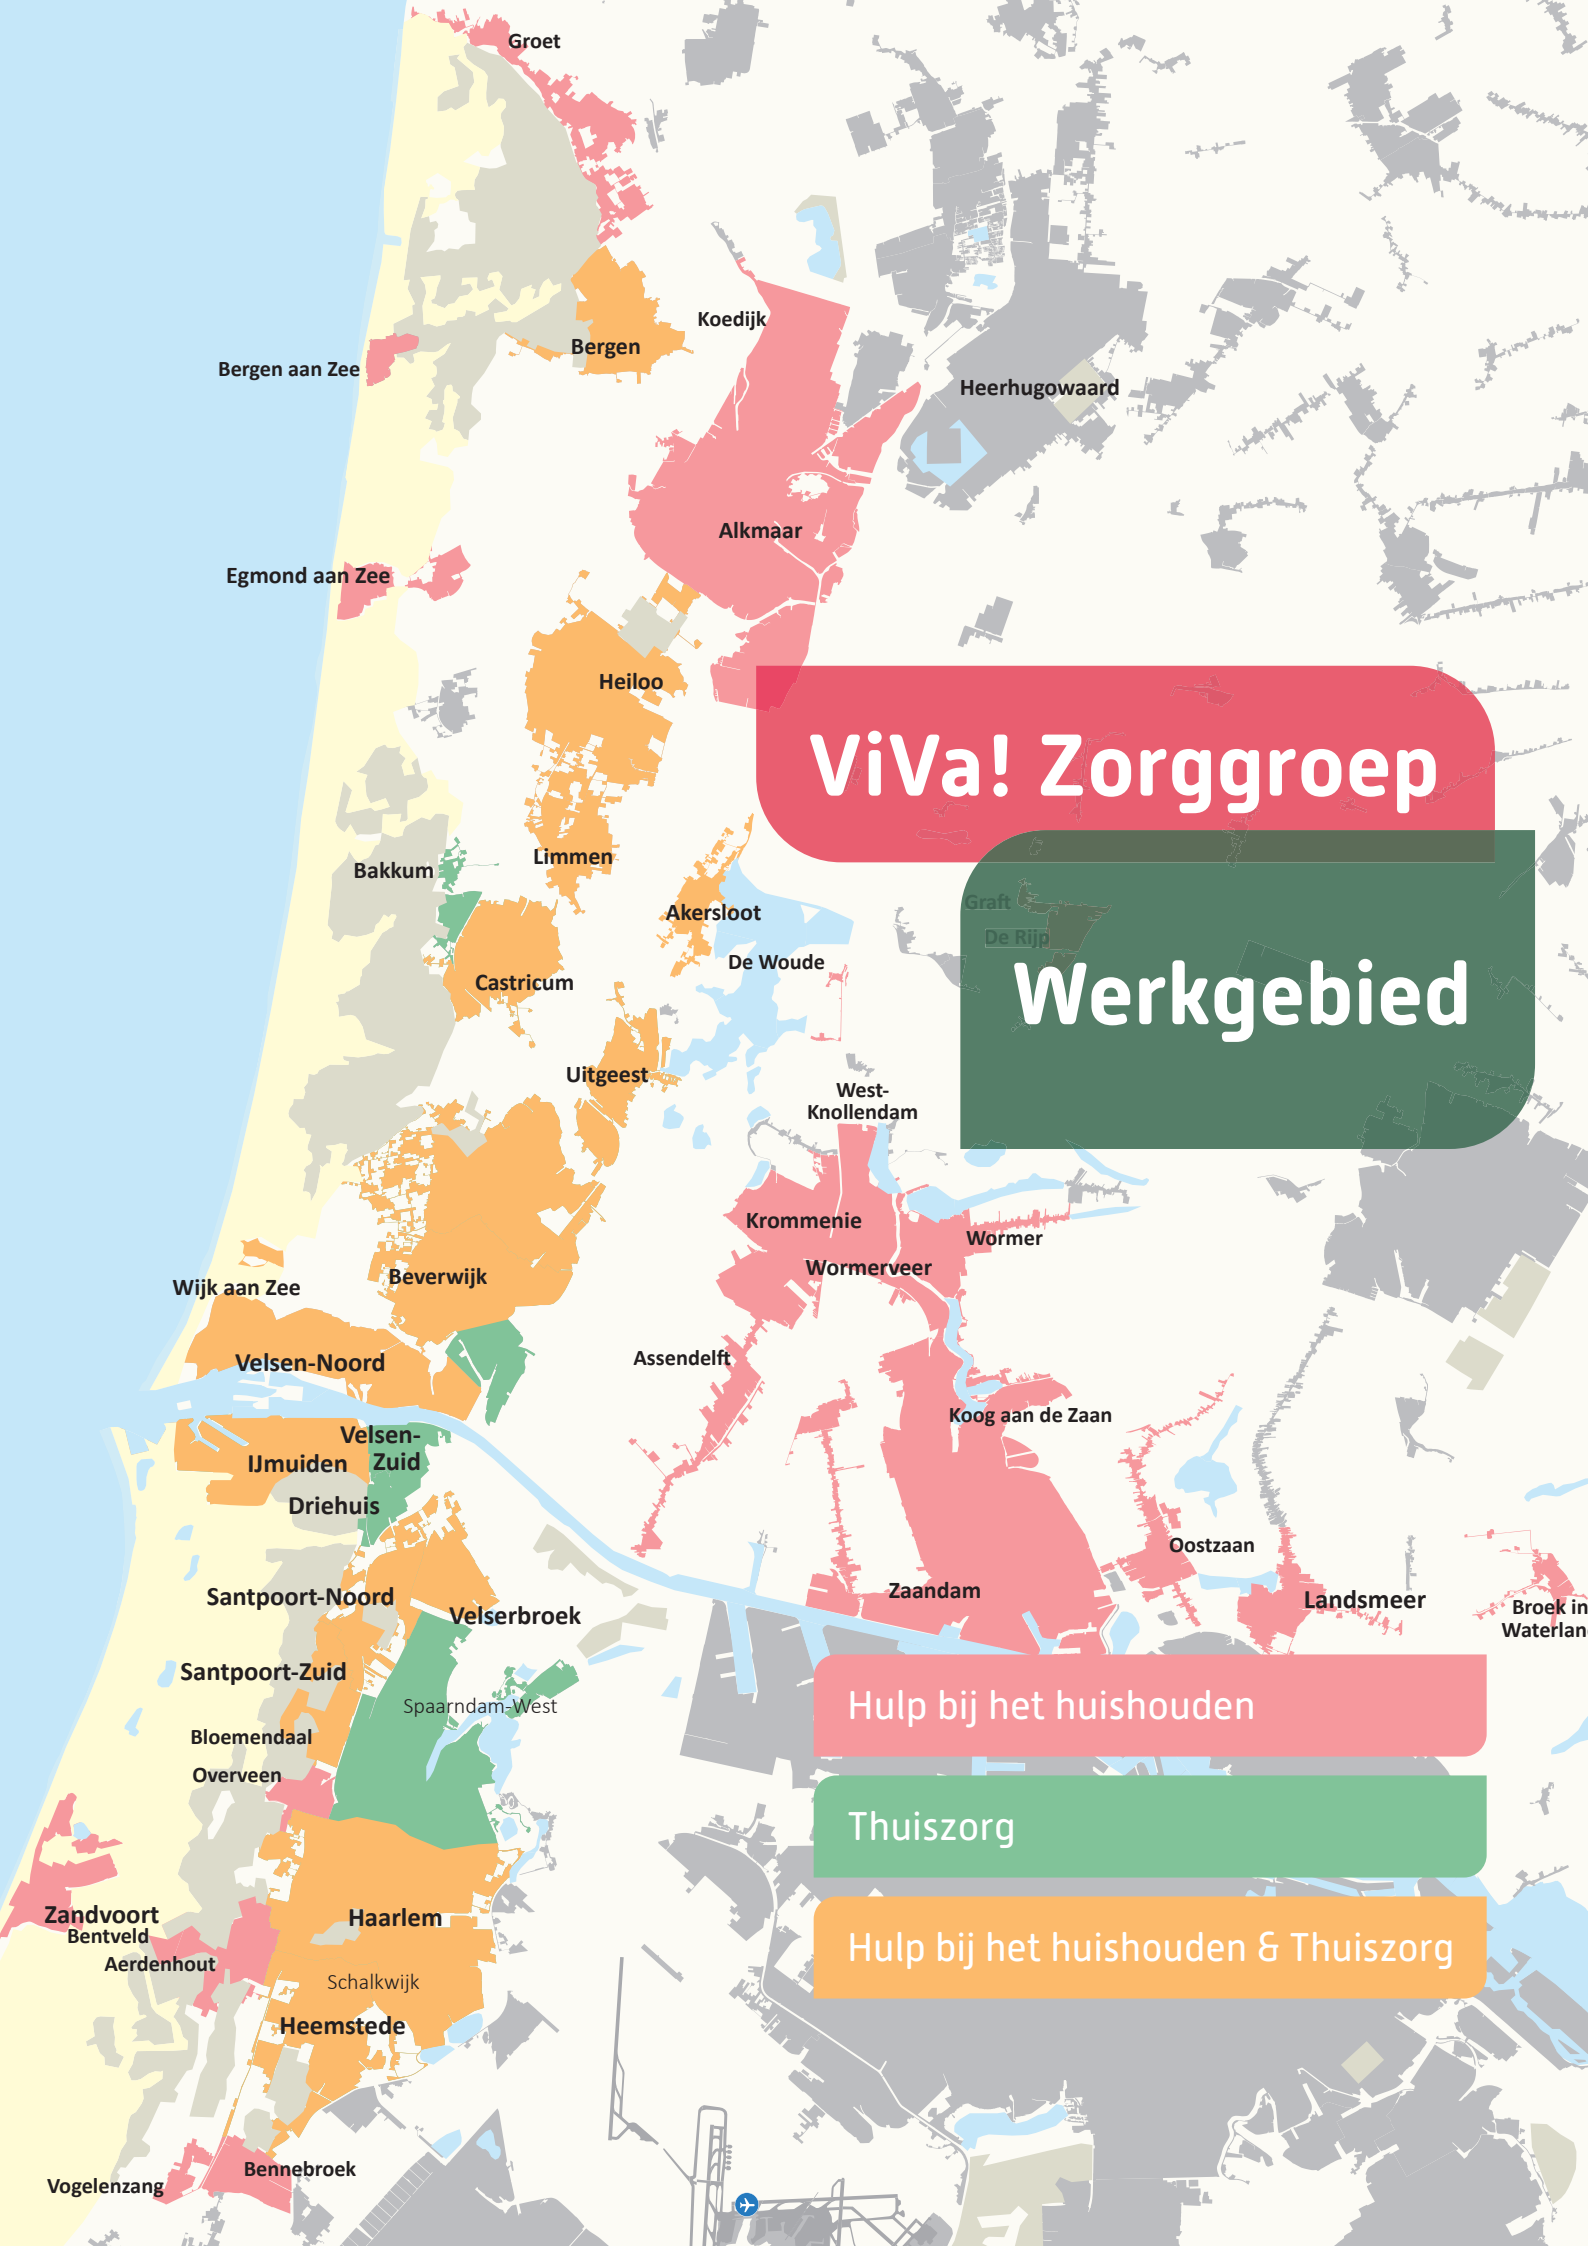 Groet
Koedijk
Bergen
Bergen aan Zee
Heerhugowaard
Alkmaar
Egmond aan Zee
Heiloo
ViVa! Zorggroep
Limmen
Bakkum
Graft
Akersloot
De Rijp
De Woude
Castricum
Werkgebied
Uitgeest
West-
Knollendam
Krommenie
Wormer
Wormerveer
Beverwijk
Wijk aan Zee
Assendelft
Velsen-Noord
Koog aan de Zaan
Velsen-
Zuid
IJmuiden
Driehuis
Oostzaan
Zaandam
Santpoort-Noord
Landsmeer
Broek in
Velserbroek
Santpoort-Zuid
Spaarndam-West
Hulp bij het huishouden
Bloemendaal
Overveen
Thuiszorg
Zandvoort
Haarlem
Bentveld
Hulp bij het huishouden & Thuiszorg
Aerdenhout
Schalkwijk
Heemstede
Bennebroek
Vogelenzang